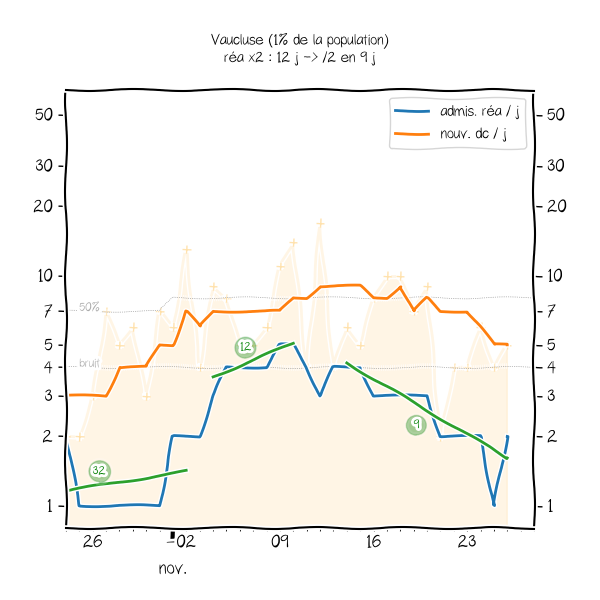 Vaucluse (1% de la population)
réa x2 : 12 j -> /2 en 9 j
admis. réa / j
nouv. dc / j
50 50
30 30
20 20
10 10
7 7
5 5
4 4
3 3
2 2
1 1
50%
bruit
32
12
9
26 02 09 16 23
nov.